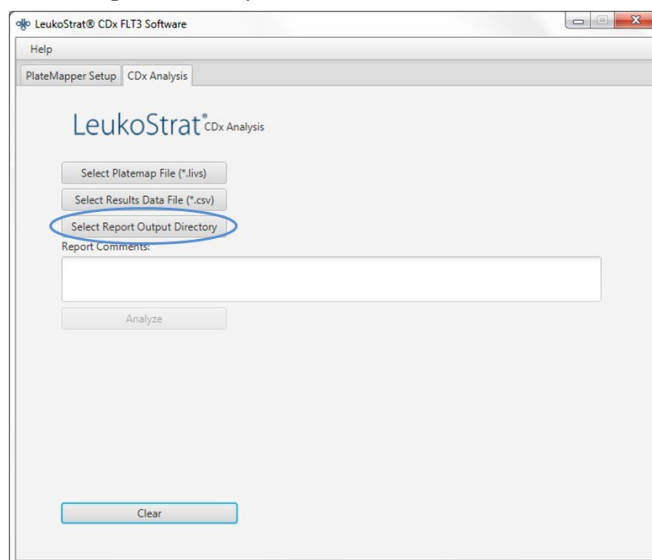 LeukoStrat® CDx FLT3 Software
Help
PlateMapper Setup CDx Analysis
LeukoStrat® CDx Analysis
Select Platemap File (*.livs)
Select Results Data File (*.csv)
Select Report Output Directory
Report Comments:
Analyze
Clear